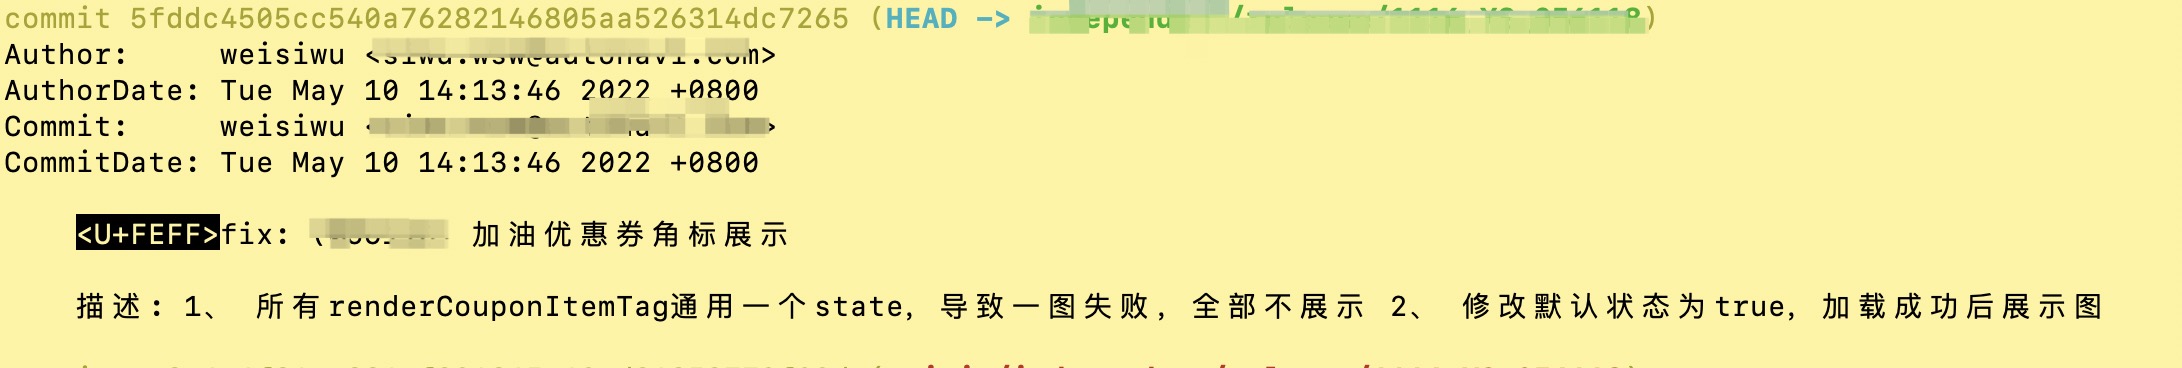 commit 5fddc4505cc540a76282146805aa526314dc7265 (HEAD ->
Author: weisiwu
AuthorDate: Tue May 10 14:13:46 2022 +0800
Commit: weisiwu
CommitDate: Tue May 10 14:13:46 2022 +0800
<U+FEFF>fix: 加油优惠券角标展示
描述: 1、 所有renderCouponItemTag通用一个state, 导致一图失败, 全部不展示 2、 修改默认状态为true, 加载成功后展示图